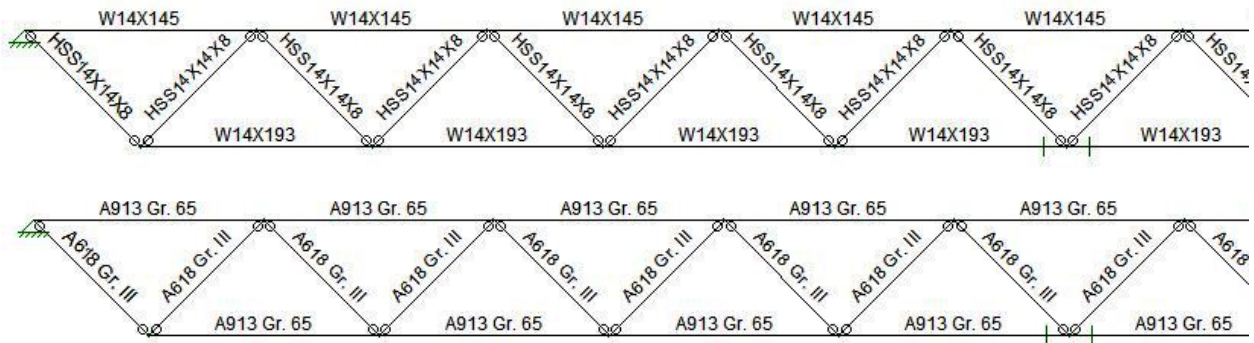 W14X145 W14X145 W14X145 W14X145 W14X145
HSS14X14X8 HSS14X14X8 HSS14X14X8 HSS14X14X8 HSS14X14X8 HSS14X14X8 HSS14X14X8 HSS14X14X8 HSS14X14X8 HSS14X14X8 HSS14
W14X193 W14X193 W14X193 W14X193 W14X193
A913 Gr. 65 A913 Gr. 65 A913 Gr. 65 A913 Gr. 65 A913 Gr. 65
A618 Gr. III A618 Gr. III A618 Gr. III A618 Gr. III A618 Gr. III A618 Gr. III A618 Gr. III A618 Gr. III A618 Gr. III A618 Gr. III A618
A913 Gr. 65 A913 Gr. 65 A913 Gr. 65 A913 Gr. 65 A913 Gr. 65